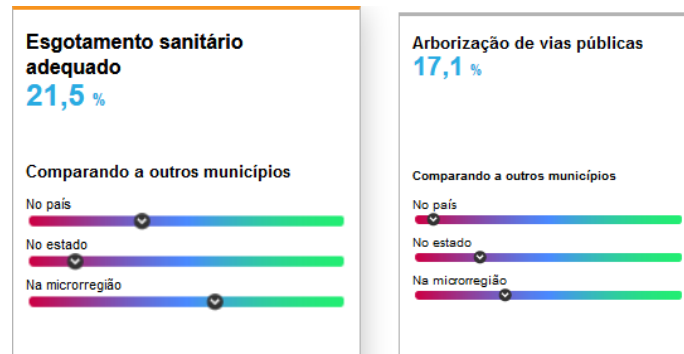 Esgotamento sanitário
adequado
21,5 %
Comparando a outros municípios
No país
No estado
Na microrregião
Arborização de vias públicas
17,1 %
Comparando a outros municípios
No país
No estado
Na microrregião